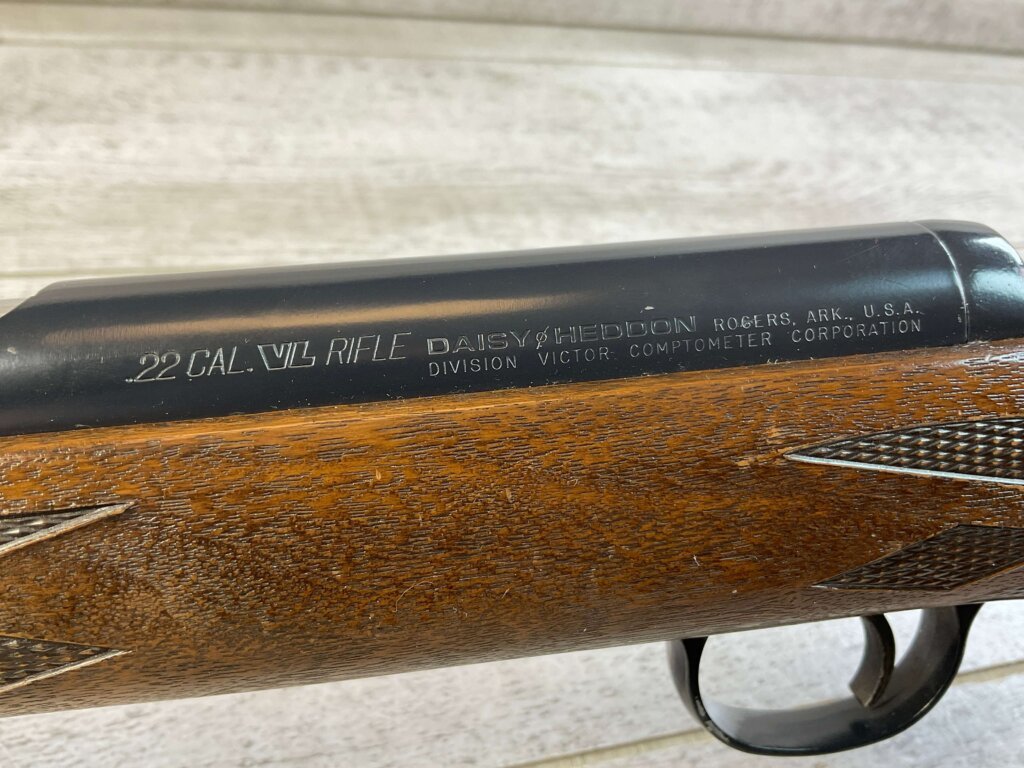 .22 CAL. VL RIFLE DAISY HEDDON ROGERS, ARK., U.S.A.
DIVISION VICTOR COMPTOMETER CORPORATION